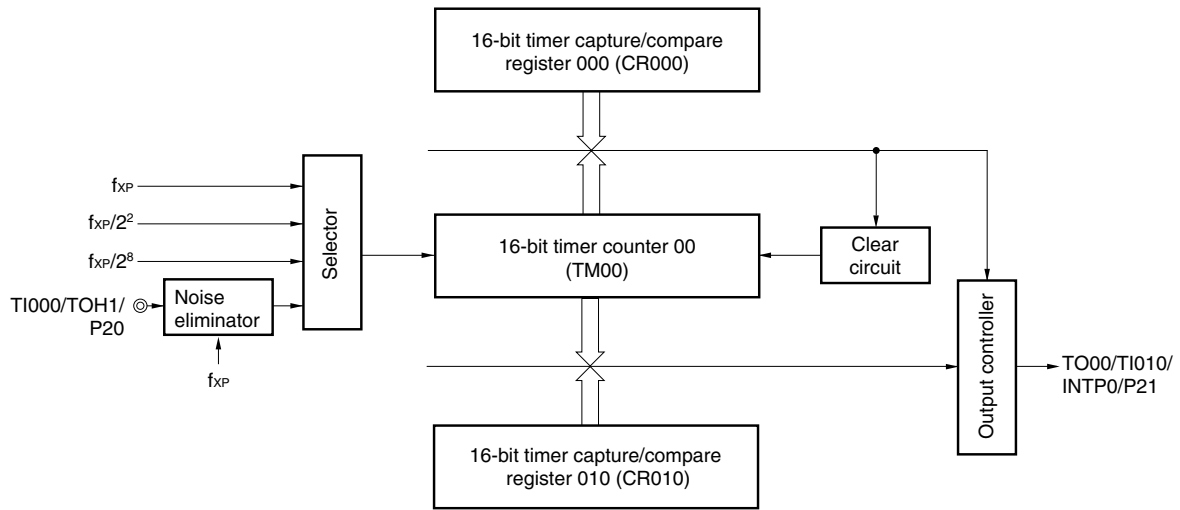 16-bit timer capture/compare
register 000 (CR000)
fXP
fXP/2²
fXP/2⁸
TI000/TOH1/
P20
Noise
eliminator
fXP
Selector
16-bit timer counter 00
(TM00)
Clear
circuit
Output controller
TO00/TI010/
INTP0/P21
16-bit timer capture/compare
register 010 (CR010)